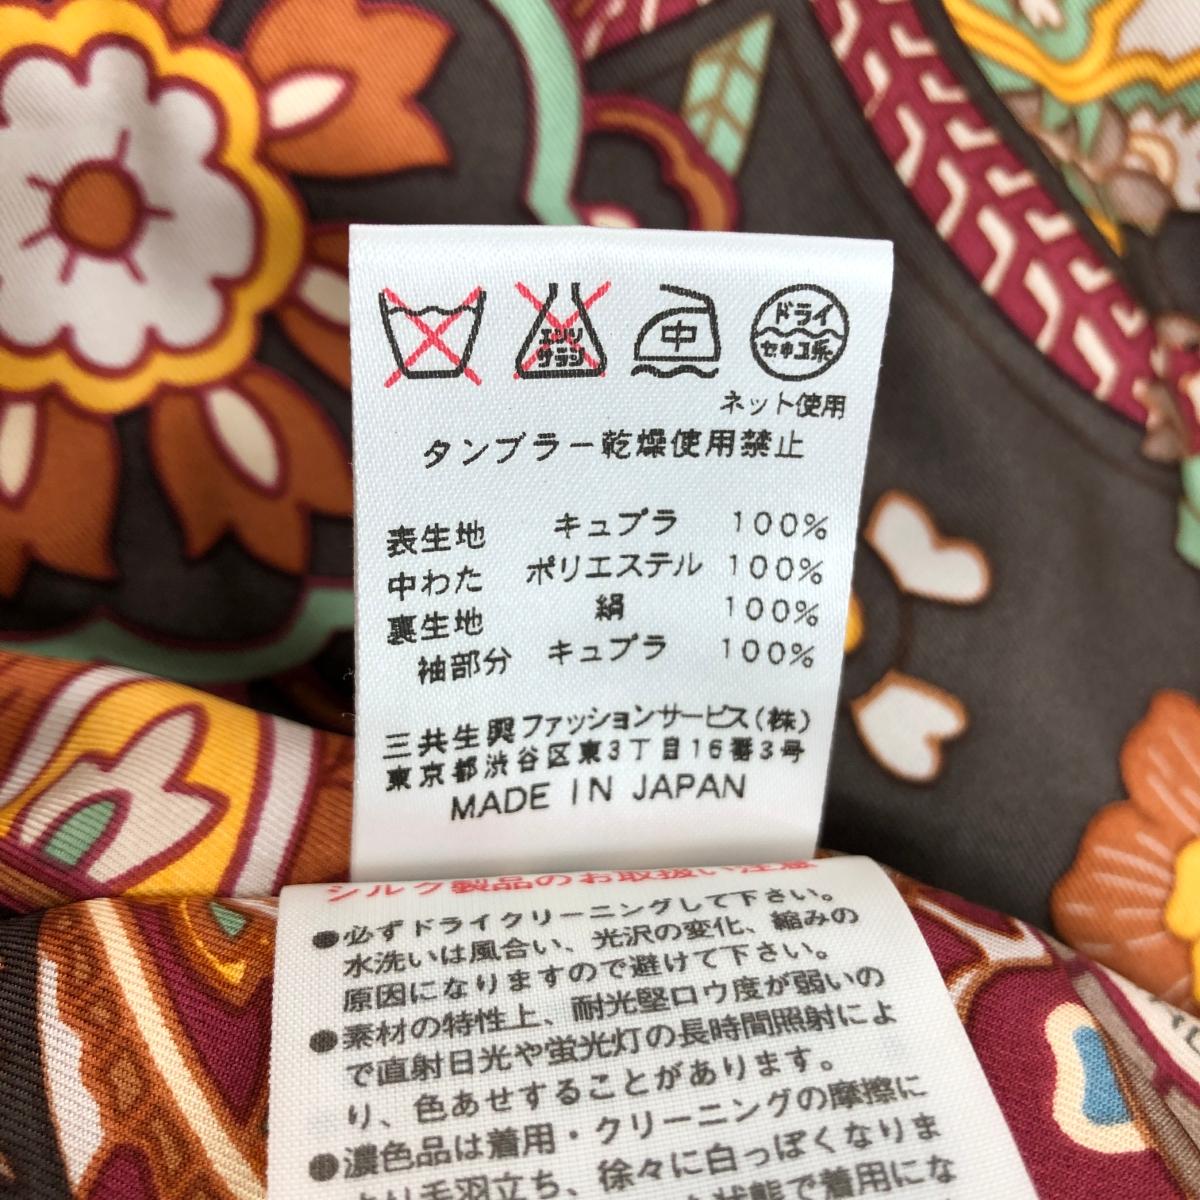 エンソ
サラシ
中
ドライ
セキユ系
ネット使用
タンブラー乾燥使用禁止
表生地 キュプラ 100%
中わた ポリエステル 100%
裏生地 絹 100%
袖部分 キュプラ 100%
三共生興ファッションサービス(株)
東京都渋谷区東3丁目16番3号
MADE IN JAPAN
シルク製品のお取扱い注意
●必ずドライクリーニングして下さい。
水洗いは風合い、光沢の変化、縮みの
原因になりますので避けて下さい。
●素材の特性上、耐光堅ロウ度が弱いの
で直射日光や蛍光灯の長時間照射によ
り、色あせすることがあります。
●濃色品は着用・クリーニングの摩擦に
より毛羽立ち、徐々に白っぽくなりま
状態で着用にな